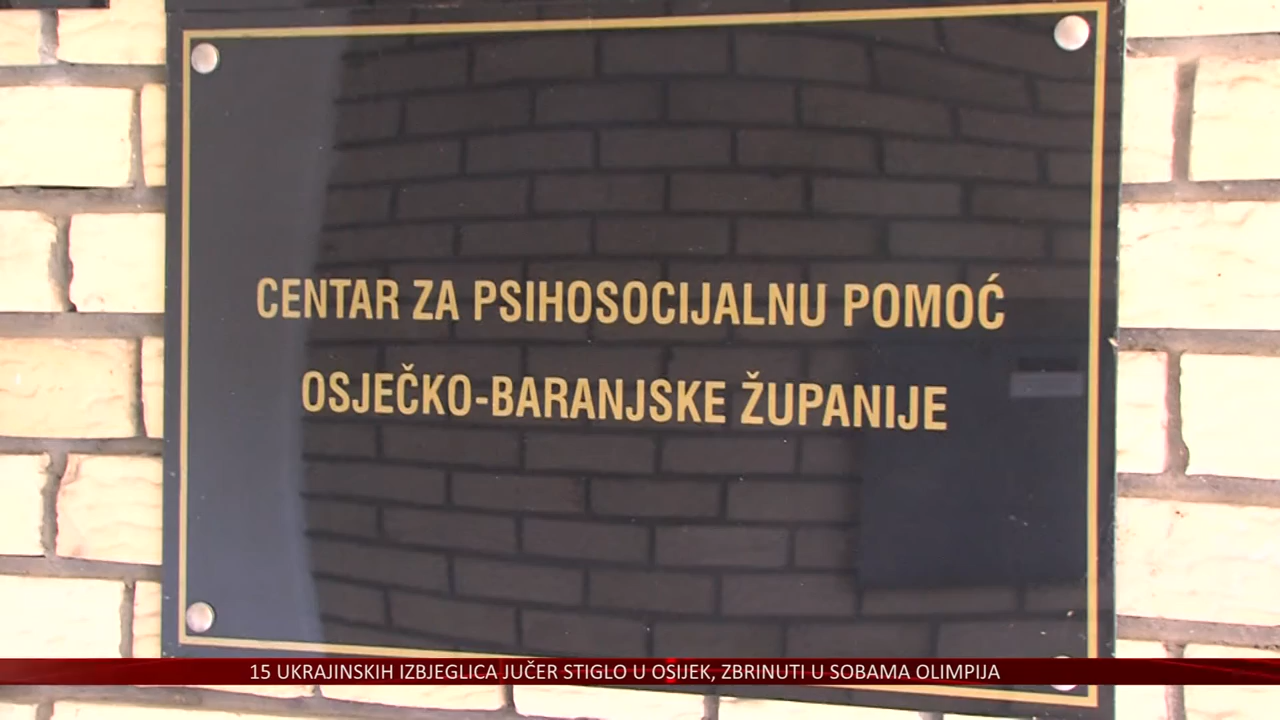 CENTAR ZA PSIHOSOCIJALNU POMOĆ
OSJEČKO-BARANJSKE ŽUPANIJE
15 UKRAJINSKIH IZBJEGLICA JUČER STIGLO U OSIJEK, ZBRINUTI U SOBAMA OLIMPIJA